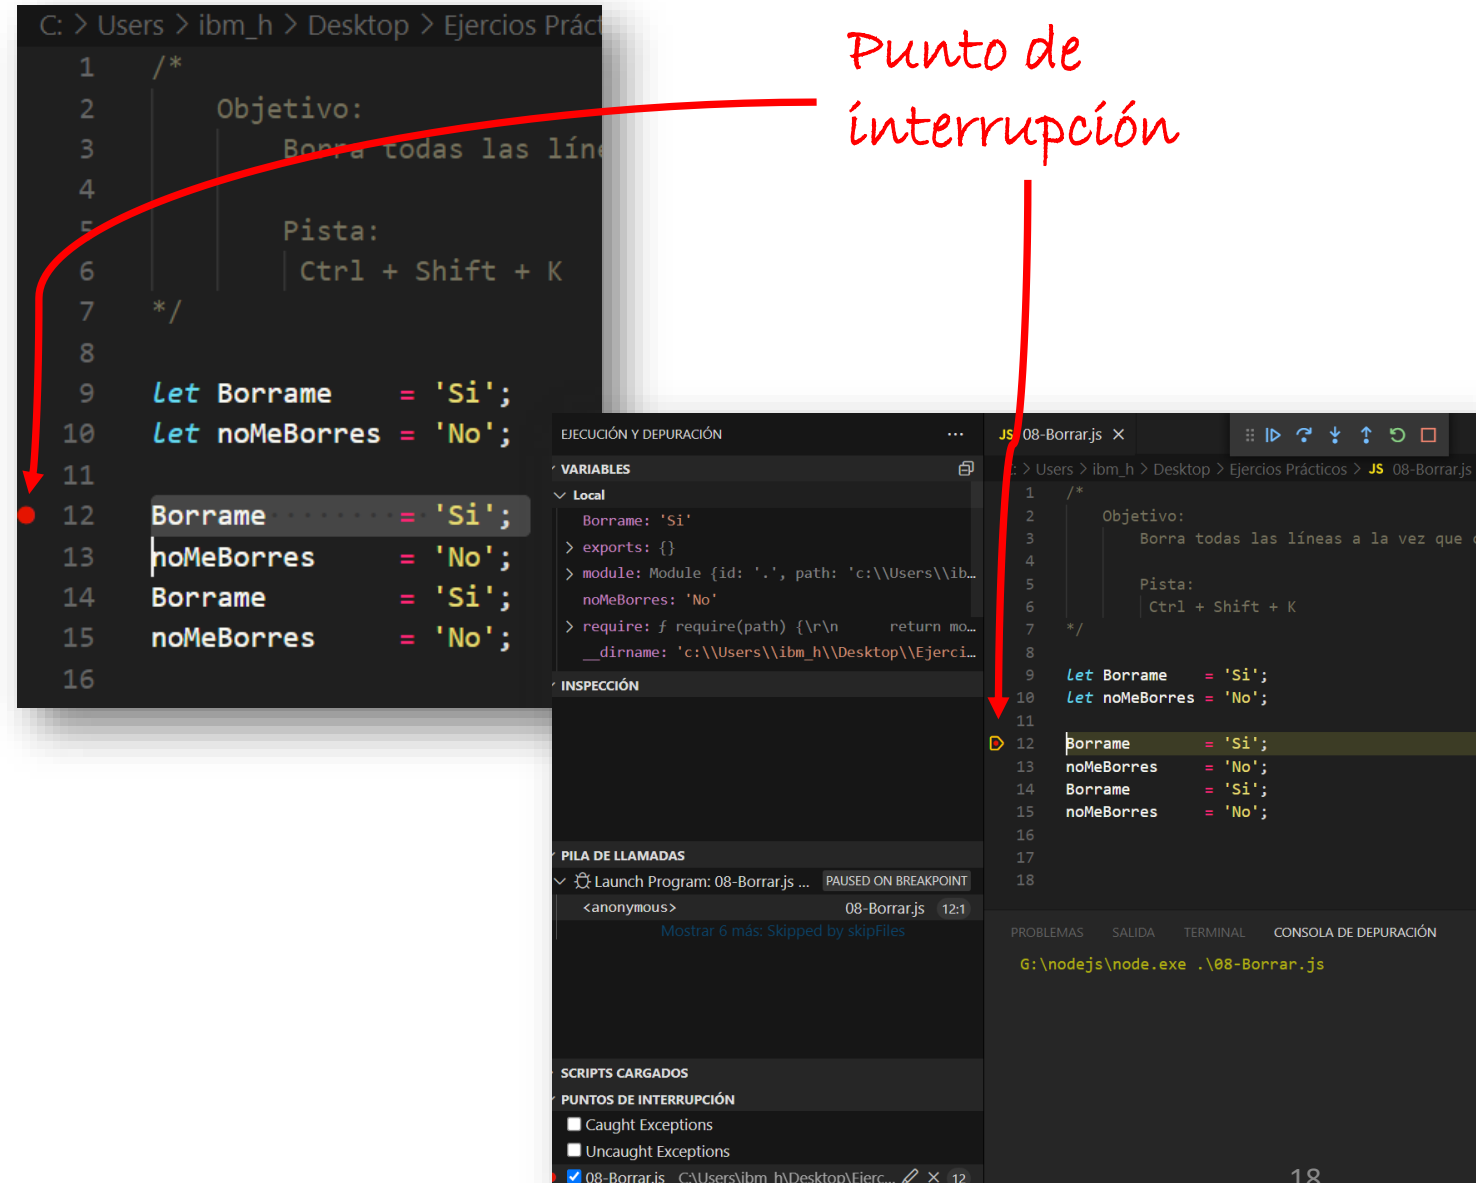 C: > Users > ibm_h > Desktop > Ejercios Práct
1 /*
2 Objetivo:
3 Borra todas las líne
4
5 Pista:
6 Ctrl + Shift + K
7 */
8
9 let Borrame = 'Si';
10 let noMeBorres = 'No';
11
12 Borrame = 'Si';
13 noMeBorres = 'No';
14 Borrame = 'Si';
15 noMeBorres = 'No';
16
Punto de
interrupción
EJECUCIÓN Y DEPURACIÓN ...
VARIABLES
Local
Borrame: 'Si'
> exports: {}
> module: Module {id: '.', path: 'c:\\Users\\ib…
noMeBorres: 'No'
> require: ƒ require(path) {\r\n return mo…
__dirname: 'c:\\Users\\ibm_h\\Desktop\\Ejerci…
INSPECCIÓN
PILA DE LLAMADAS
Launch Program: 08-Borrar.js ... PAUSED ON BREAKPOINT
<anonymous> 08-Borrar.js 12:1
Mostrar 6 más: Skipped by skipFiles
SCRIPTS CARGADOS
PUNTOS DE INTERRUPCIÓN
Caught Exceptions
Uncaught Exceptions
08-Borrar.js C:\Users\ibm_h\Desktop\Ejerc... 12
JS 08-Borrar.js ×
: > Users > ibm_h > Desktop > Ejercios Prácticos > JS 08-Borrar.js
1 /*
2 Objetivo:
3 Borra todas las líneas a la vez que
4
5 Pista:
6 Ctrl + Shift + K
7 */
8
9 let Borrame = 'Si';
10 let noMeBorres = 'No';
11
12 Borrame = 'Si';
13 noMeBorres = 'No';
14 Borrame = 'Si';
15 noMeBorres = 'No';
16
17
18
PROBLEMAS SALIDA TERMINAL CONSOLA DE DEPURACIÓN
G:\nodejs\node.exe .\08-Borrar.js
18